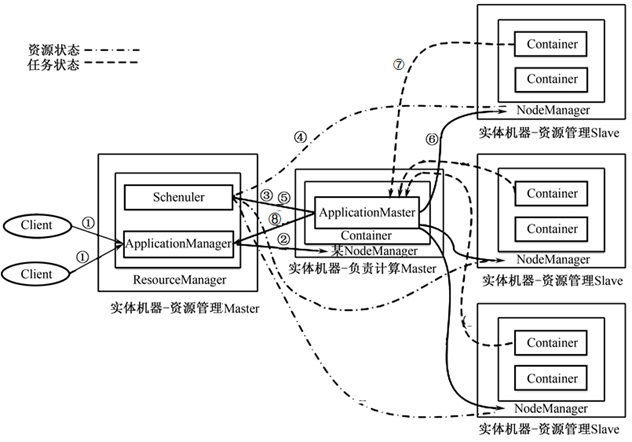 资源状态
任务状态
Container
Container
NodeManager
实体机器-资源管理Slave
⑦
④
⑥
Schenuler
③
⑤
Client
①
ApplicationManager
⑧
②
ApplicationMaster
Container
某NodeManager
实体机器-负责计算Master
Client
①
ResourceManager
实体机器-资源管理Master
Container
Container
NodeManager
实体机器-资源管理Slave
Container
Container
NodeManager
实体机器-资源管理Slave